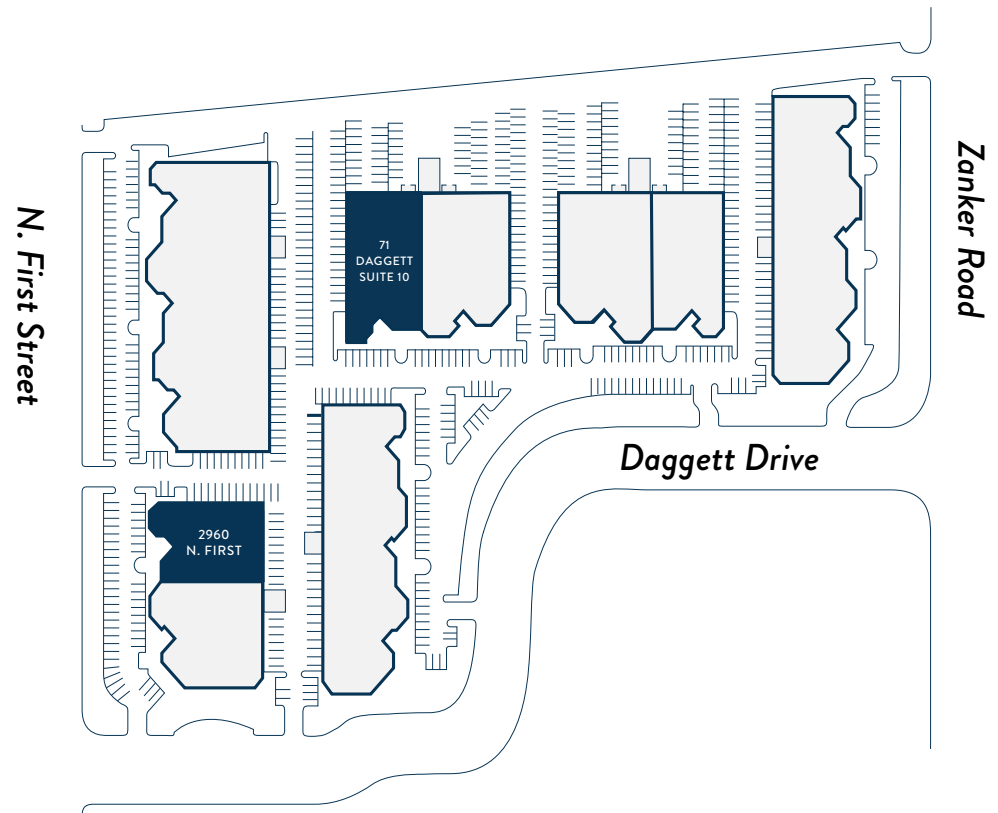 Zanker Road
N. First Street
71
DAGGETT
SUITE 10
Daggett Drive
2960
N. FIRST